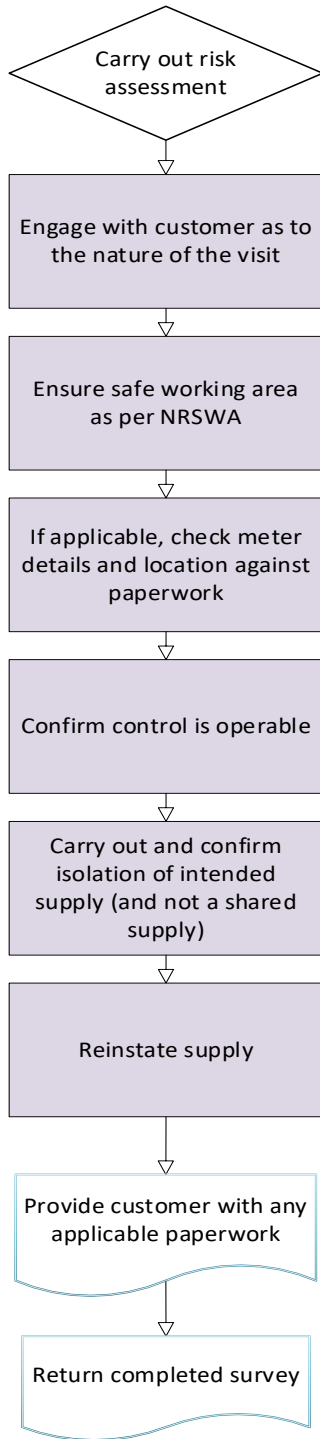 Carry out risk
assessment
Engage with customer as to
the nature of the visit
Ensure safe working area
as per NRSWA
If applicable, check meter
details and location against
paperwork
Confirm control is operable
Carry out and confirm
isolation of intended
supply (and not a shared
supply)
Reinstate supply
Provide customer with any
applicable paperwork
Return completed survey